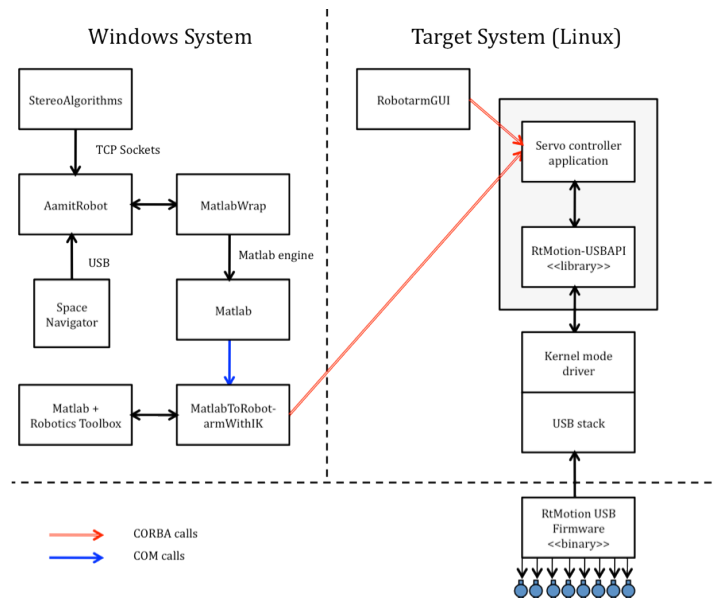 Windows System
Target System (Linux)
StereoAlgorithms
RobotarmGUI
TCP Sockets
Servo controller
application
AamitRobot
MatlabWrap
Matlab engine
USB
RtMotion-USBAPI
<<library>>
Space
Navigator
Matlab
Kernel mode
driver
Matlab +
Robotics Toolbox
MatlabToRobot-
armWithIK
USB stack
RtMotion USB
Firmware
<<binary>>
CORBA calls
COM calls